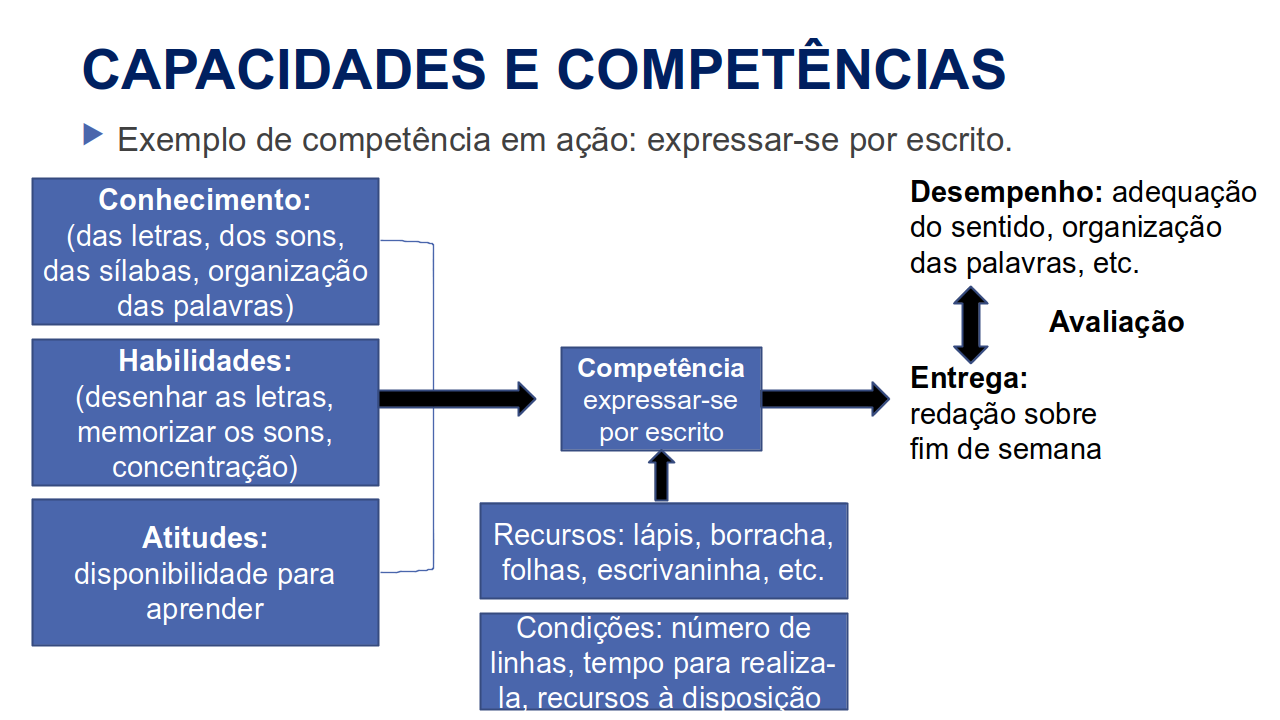 CAPACIDADES E COMPETÊNCIAS
Exemplo de competência em ação: expressar-se por escrito.
Conhecimento:
(das letras, dos sons,
das sílabas, organização
das palavras)
Habilidades:
(desenhar as letras,
memorizar os sons,
concentração)
Atitudes:
disponibilidade para
aprender
Competência
expressar-se
por escrito
Recursos: lápis, borracha,
folhas, escrivaninha, etc.
Condições: número de
linhas, tempo para realiza-
la, recursos à disposição
Desempenho: adequação
do sentido, organização
das palavras, etc.
Avaliação
Entrega:
redação sobre
fim de semana